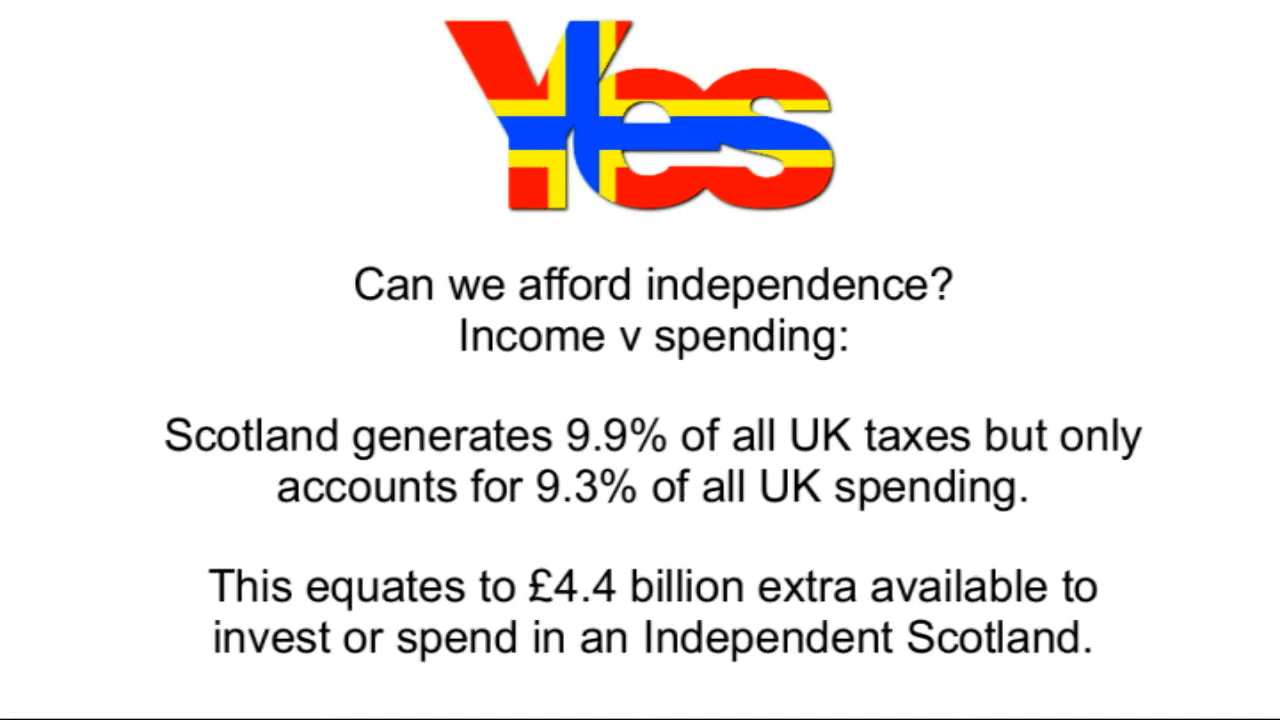 Yes
Can we afford independence?
Income v spending:
Scotland generates 9.9% of all UK taxes but only
accounts for 9.3% of all UK spending.
This equates to £4.4 billion extra available to
invest or spend in an Independent Scotland.